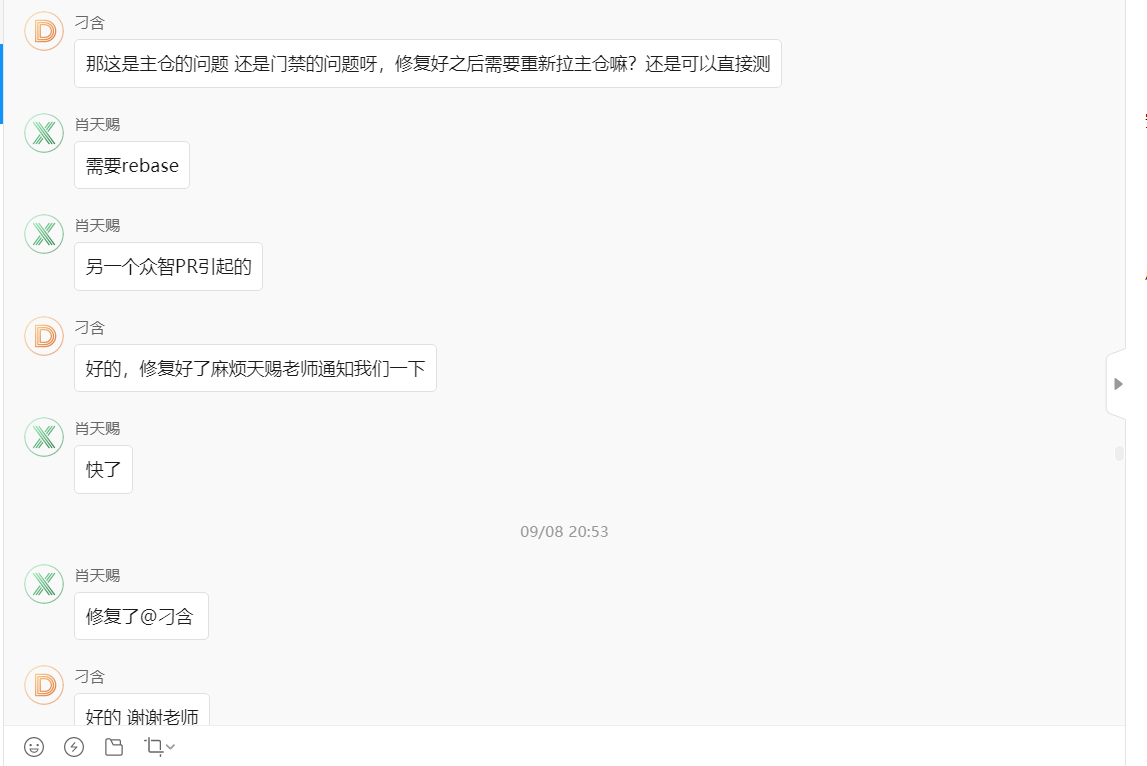 刁含
那这是主仓的问题 还是门禁的问题呀，修复好之后需要重新拉主仓嘛？还是可以直接测
肖天赐
需要rebase
肖天赐
另一个众智PR引起的
刁含
好的，修复好了麻烦天赐老师通知我们一下
肖天赐
快了
09/08 20:53
肖天赐
修复了@刁含
刁含
好的 谢谢老师